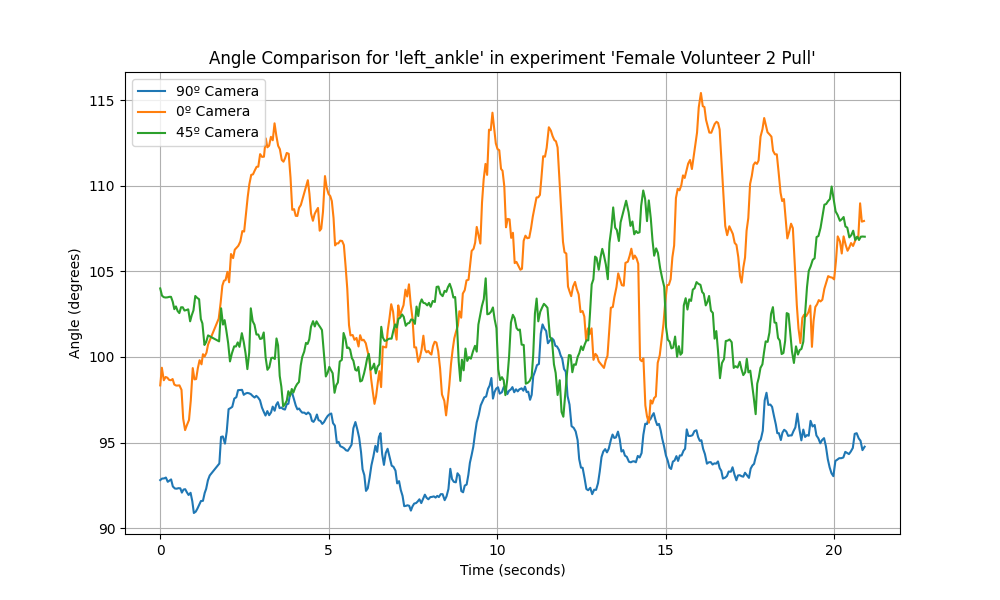 Angle Comparison for 'left_ankle' in experiment 'Female Volunteer 2 Pull'
90º Camera
0º Camera
45º Camera
115
110
105
100
95
90
Angle (degrees)
0 5 10 15 20
Time (seconds)